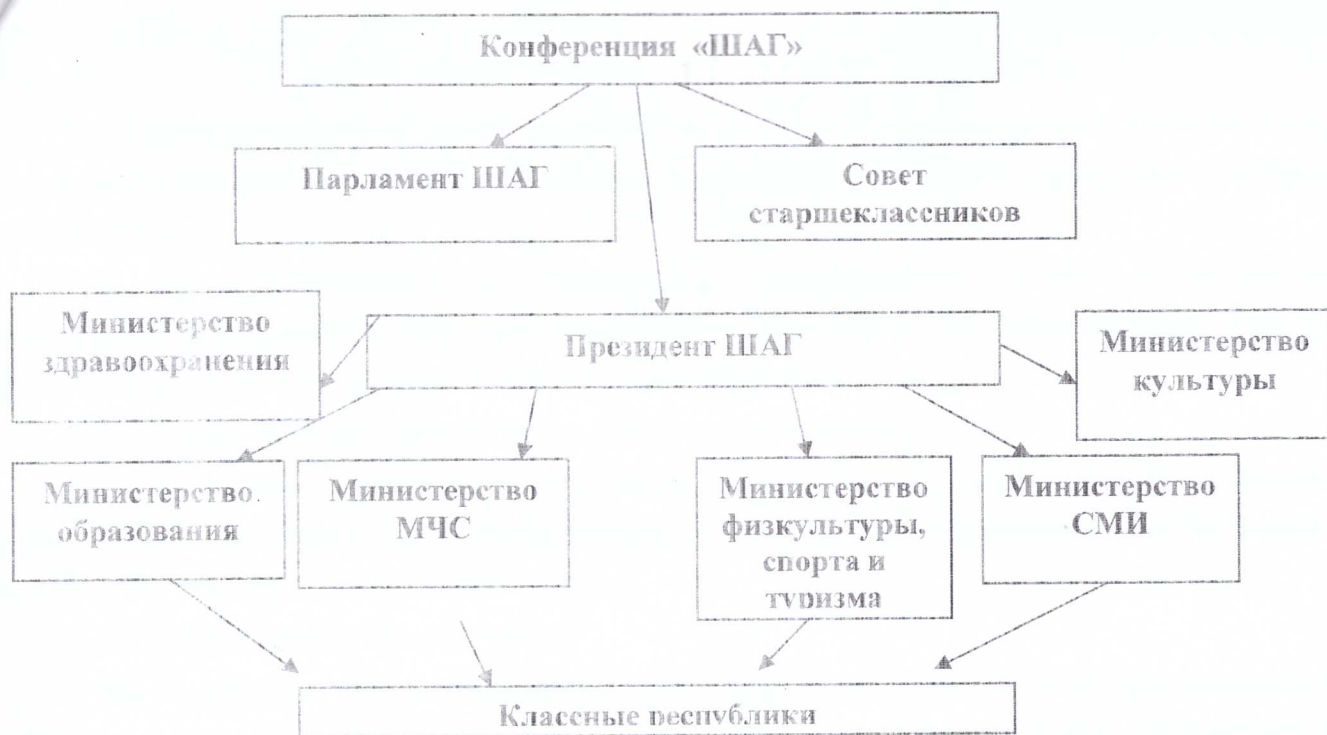 Конференция «ШАГ»
Парламент ШАГ
Совет
старшеклассников
Министерство
здравоохранения
Президент ШАГ
Министерство
культуры
Министерство
образования
Министерство
МЧС
Министерство
физкультуры,
спорта и
туризма
Министерство
СМИ
Классные республики